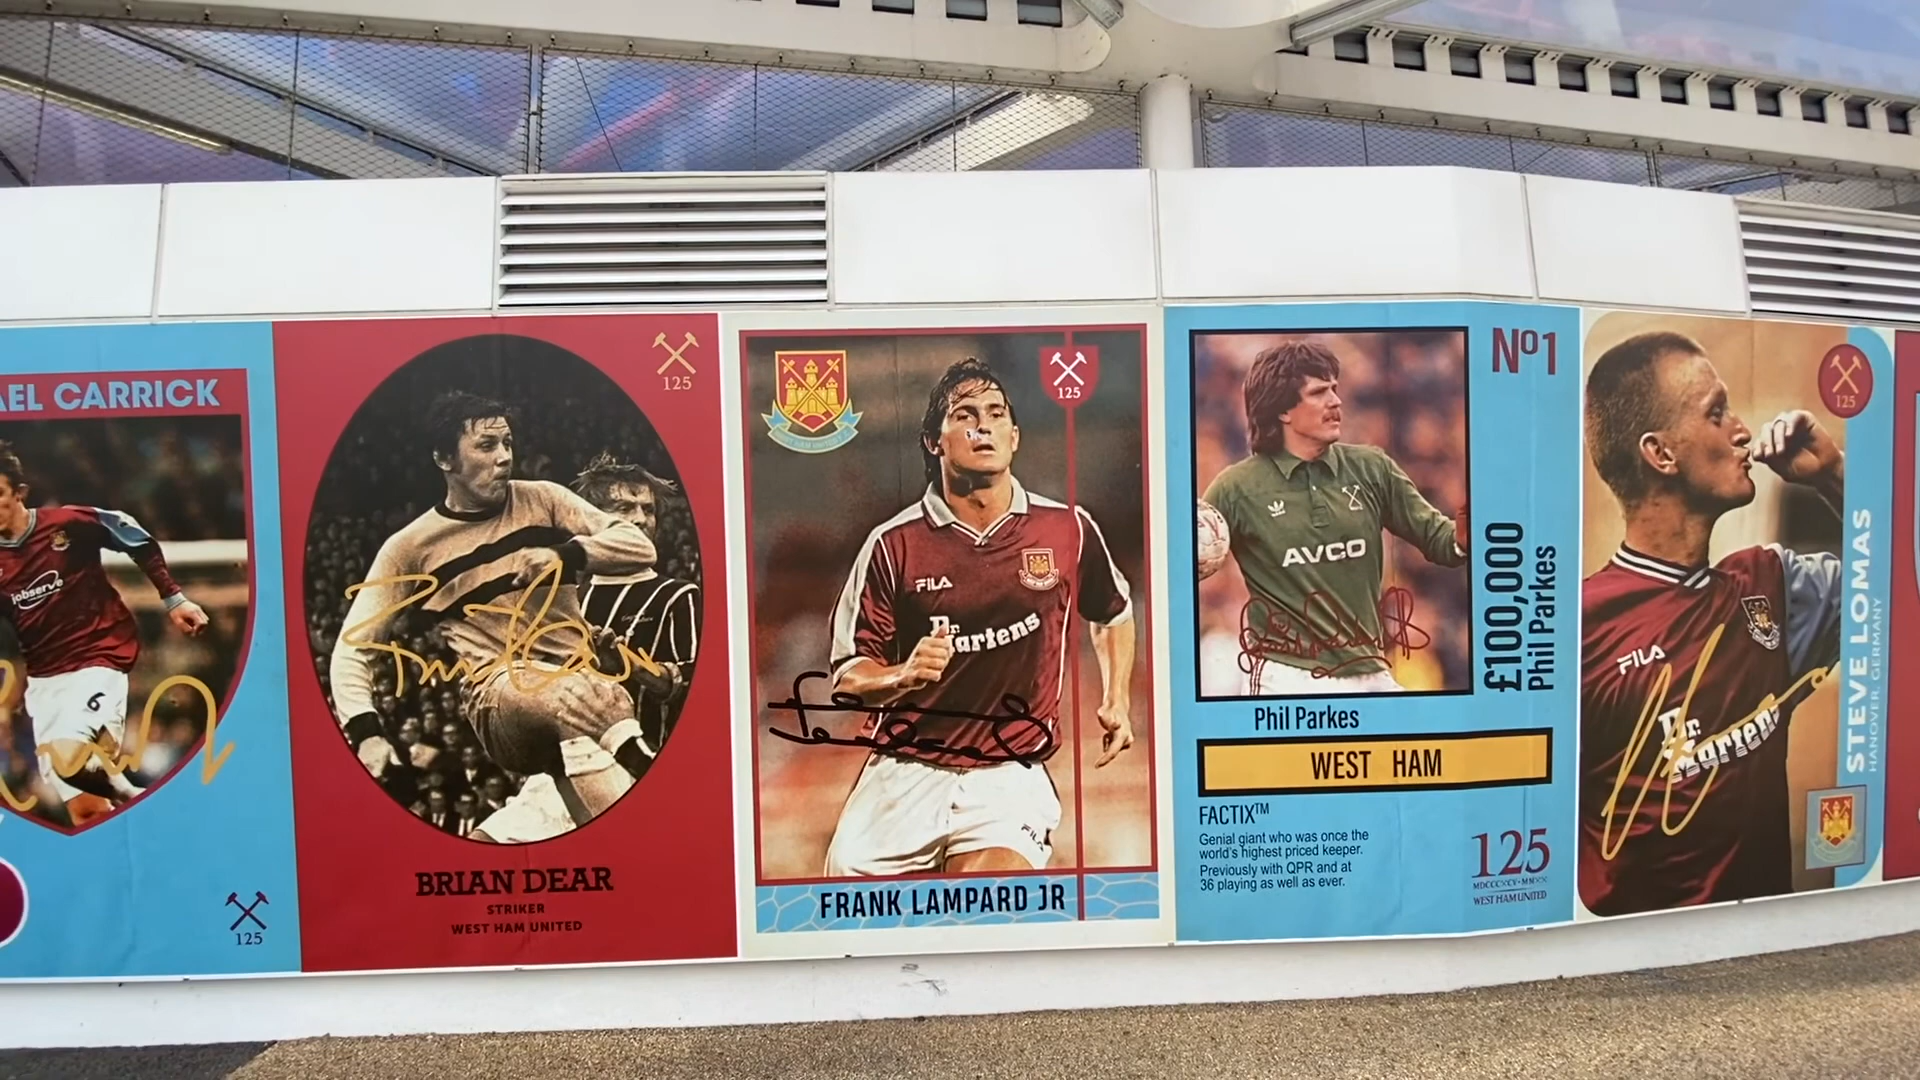 AEL CARRICK
jobserve
6
125
125
BRIAN DEAR
STRIKER
WEST HAM UNITED
125
FILA
Dr.
Martens
FILA
FRANK LAMPARD JR
Nº1
AVCO
£100,000
Phil Parkes
Phil Parkes
WEST HAM
FACTIX™
Genial giant who was once the
world's highest priced keeper.
Previously with QPR and at
36 playing as well as ever.
125
WEST HAM UNITED
125
FILA
Dr.
Martens
STEVE LOMAS
HANOVER, GERMANY